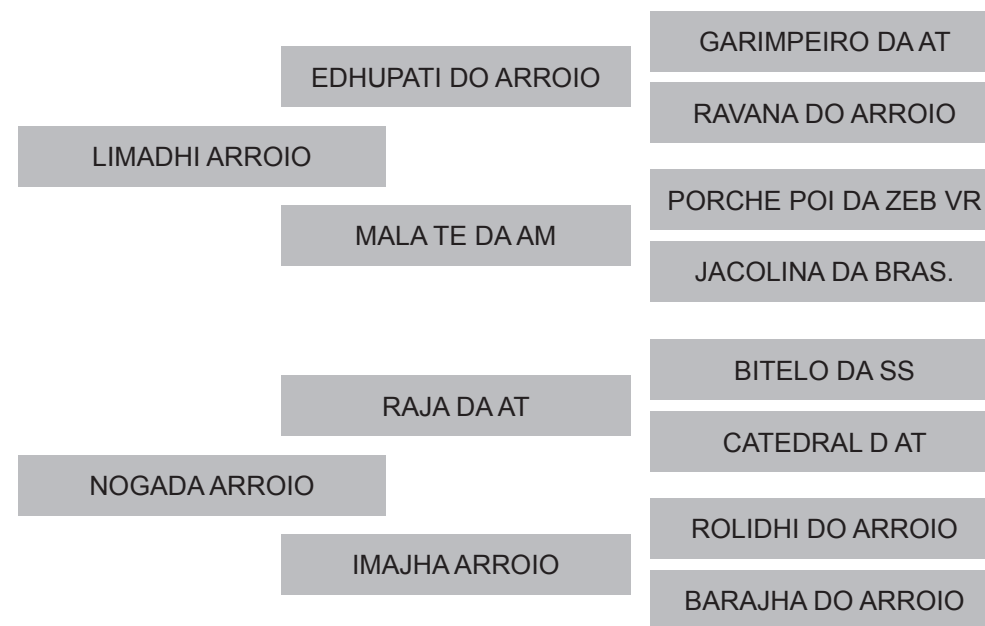 GARIMPEIRO DA AT
EDHUPATI DO ARROIO
RAVANA DO ARROIO
LIMADHI ARROIO
PORCHE POI DA ZEB VR
MALA TE DA AM
JACOLINA DA BRAS.
BITELO DA SS
RAJA DA AT
CATEDRAL D AT
NOGADA ARROIO
ROLIDHI DO ARROIO
IMAJHA ARROIO
BARAJHA DO ARROIO